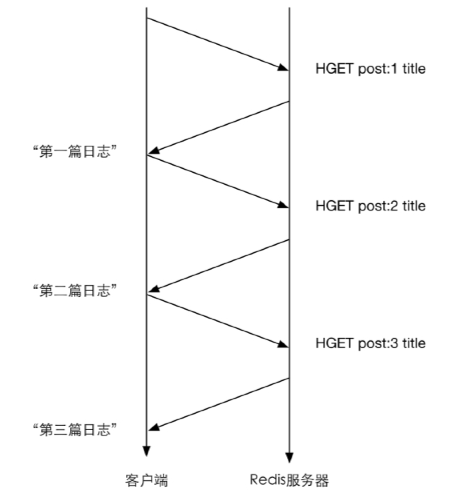 HGET post:1 title
“第一篇日志”
HGET post:2 title
“第二篇日志”
HGET post:3 title
“第三篇日志”
客户端
Redis服务器